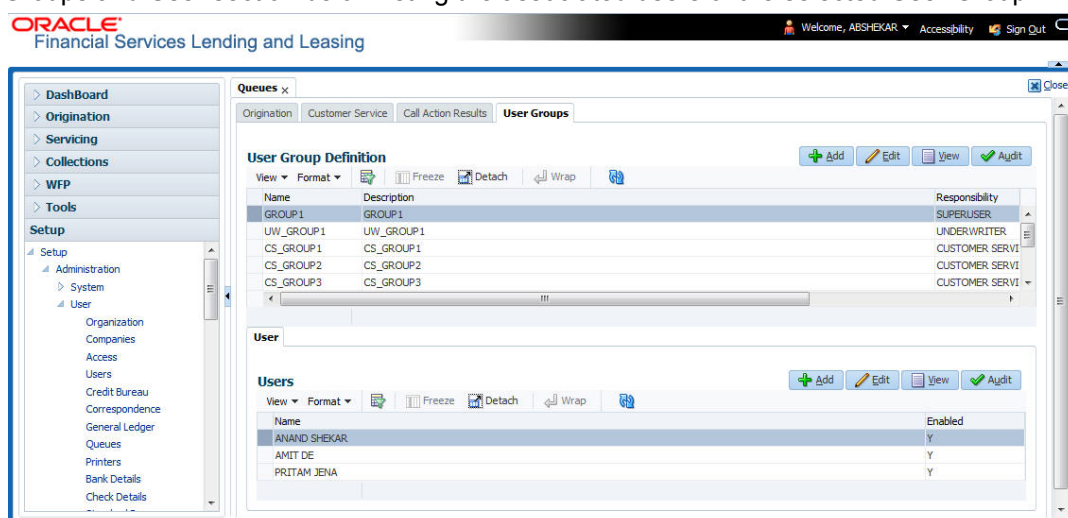 ORACLE
Financial Services Lending and Leasing
Welcome, ABSHEKAR Accessibility Sign Out
DashBoard
Origination
Servicing
Collections
WFP
Tools
Setup
Setup
Administration
System
User
Organization
Companies
Access
Users
Credit Bureau
Correspondence
General Ledger
Queues
Printers
Bank Details
Check Details
Queues
Close
Origination Customer Service Call Action Results User Groups
User Group Definition
Add Edit View Audit
View Format Freeze Detach Wrap
Name Description Responsibility
GROUP1 GROUP1 SUPERUSER
UW_GROUP1 UW_GROUP1 UNDERWRITER
CS_GROUP1 CS_GROUP1 CUSTOMER SERVI
CS_GROUP2 CS_GROUP2 CUSTOMER SERVI
CS_GROUP3 CS_GROUP3 CUSTOMER SERVI
User
Users
Add Edit View Audit
View Format Freeze Detach Wrap
Name Enabled
ANAND SHEKAR Y
AMIT DE Y
PRITAM JENA Y